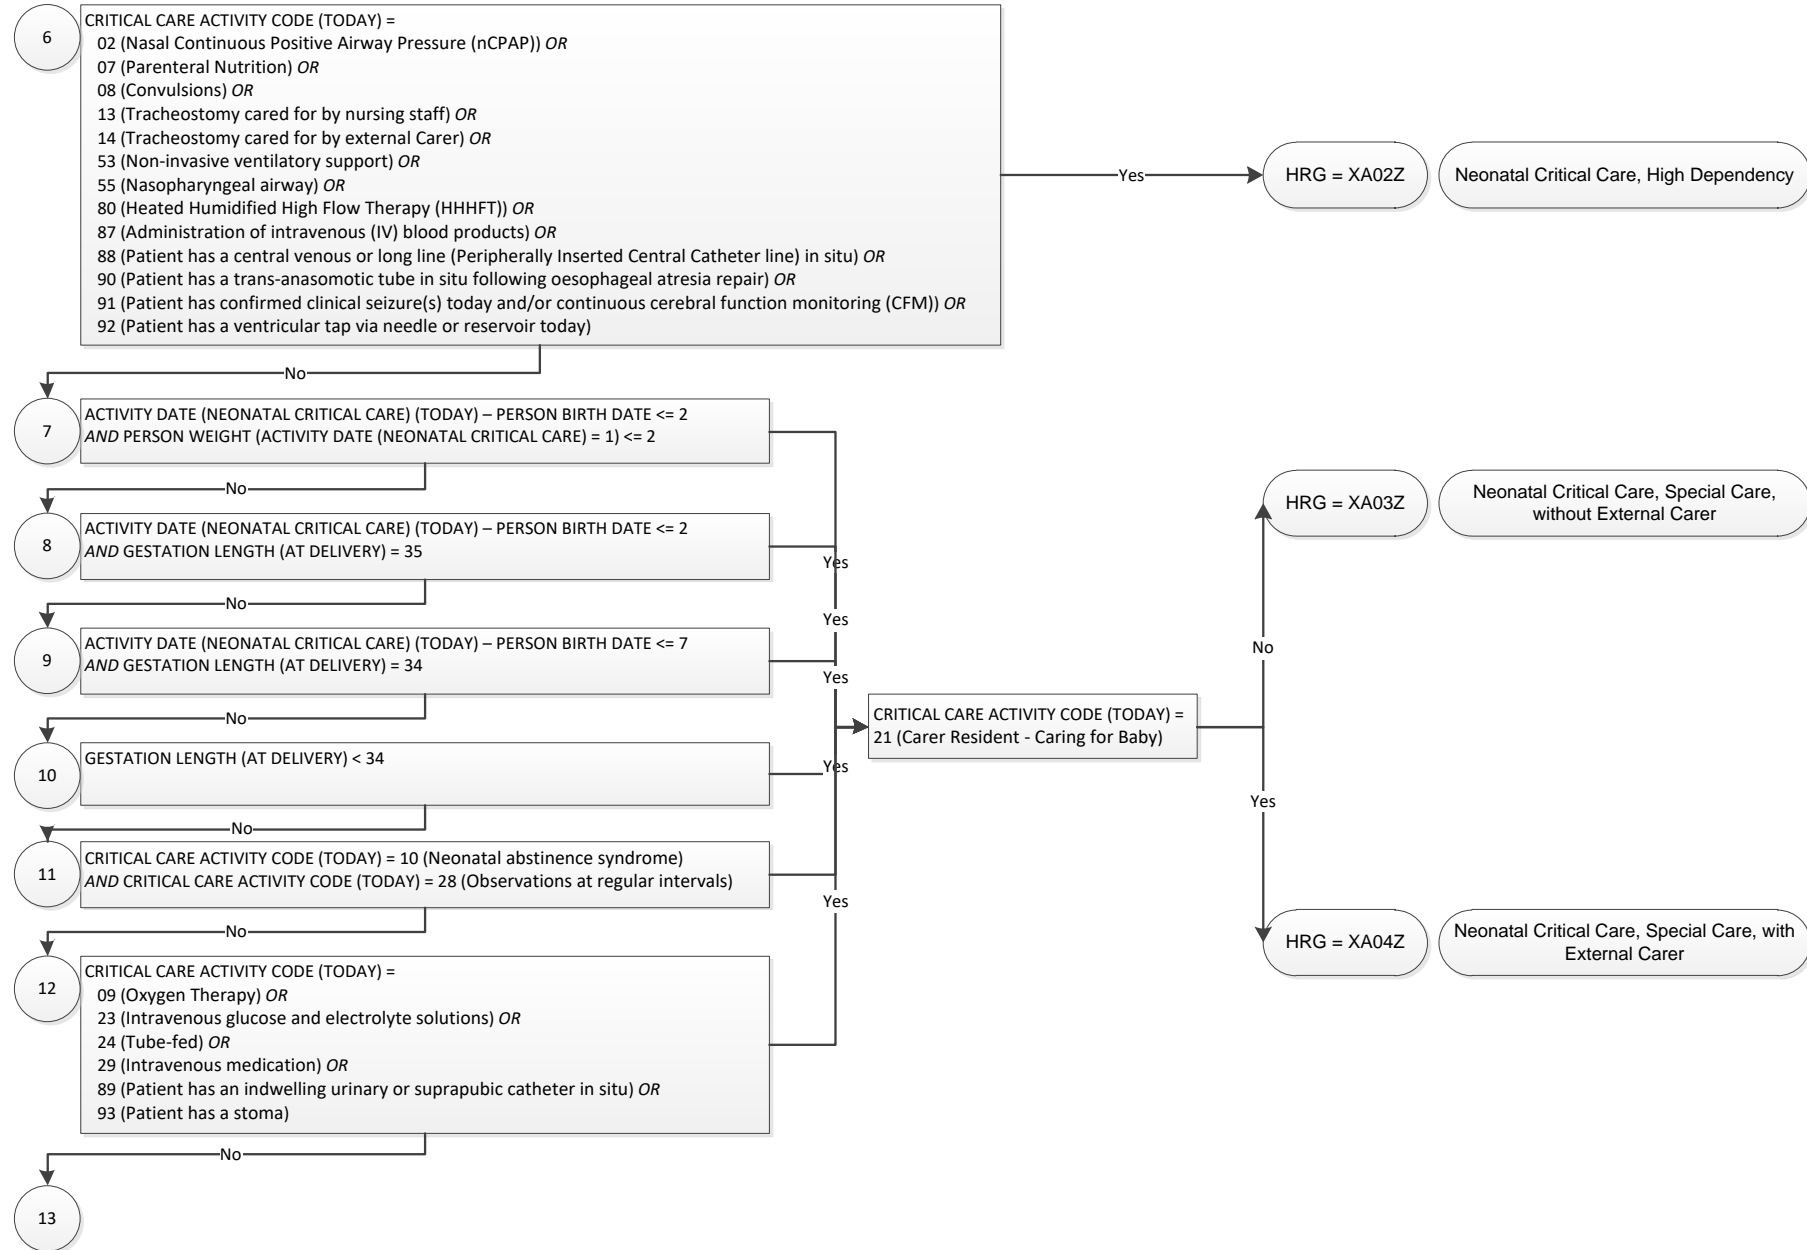 6
CRITICAL CARE ACTIVITY CODE (TODAY) =
02 (Nasal Continuous Positive Airway Pressure (nCPAP)) OR
07 (Parenteral Nutrition) OR
08 (Convulsions) OR
13 (Tracheostomy cared for by nursing staff) OR
14 (Tracheostomy cared for by external Carer) OR
53 (Non-invasive ventilatory support) OR
55 (Nasopharyngeal airway) OR
80 (Heated Humidified High Flow Therapy (HHHFT)) OR
87 (Administration of intravenous (IV) blood products) OR
88 (Patient has a central venous or long line (Peripherally Inserted Central Catheter line) in situ) OR
90 (Patient has a trans-anasomotic tube in situ following oesophageal atresia repair) OR
91 (Patient has confirmed clinical seizure(s) today and/or continuous cerebral function monitoring (CFM)) OR
92 (Patient has a ventricular tap via needle or reservoir today)
Yes
HRG = XA02Z
Neonatal Critical Care, High Dependency
No
7
ACTIVITY DATE (NEONATAL CRITICAL CARE) (TODAY) – PERSON BIRTH DATE <= 2
AND PERSON WEIGHT (ACTIVITY DATE (NEONATAL CRITICAL CARE) = 1) <= 2
No
8
ACTIVITY DATE (NEONATAL CRITICAL CARE) (TODAY) – PERSON BIRTH DATE <= 2
AND GESTATION LENGTH (AT DELIVERY) = 35
Yes
No
9
ACTIVITY DATE (NEONATAL CRITICAL CARE) (TODAY) – PERSON BIRTH DATE <= 7
AND GESTATION LENGTH (AT DELIVERY) = 34
Yes
Yes
No
10
GESTATION LENGTH (AT DELIVERY) < 34
Yes
No
11
CRITICAL CARE ACTIVITY CODE (TODAY) = 10 (Neonatal abstinence syndrome)
AND CRITICAL CARE ACTIVITY CODE (TODAY) = 28 (Observations at regular intervals)
Yes
No
12
CRITICAL CARE ACTIVITY CODE (TODAY) =
09 (Oxygen Therapy) OR
23 (Intravenous glucose and electrolyte solutions) OR
24 (Tube-fed) OR
29 (Intravenous medication) OR
89 (Patient has an indwelling urinary or suprapubic catheter in situ) OR
93 (Patient has a stoma)
No
13
CRITICAL CARE ACTIVITY CODE (TODAY) =
21 (Carer Resident - Caring for Baby)
No
HRG = XA03Z
Neonatal Critical Care, Special Care,
without External Carer
Yes
HRG = XA04Z
Neonatal Critical Care, Special Care, with
External Carer